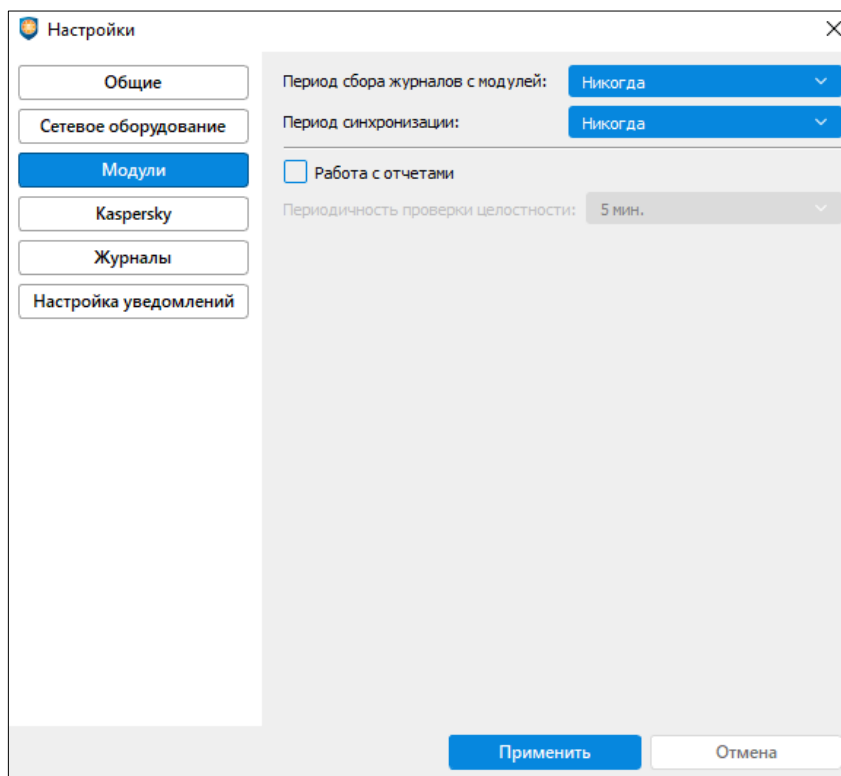 Настройки
Общие
Сетевое оборудование
Модули
Kaspersky
Журналы
Настройка уведомлений
Период сбора журналов с модулей: Никогда
Период синхронизации: Никогда
Работа с отчетами
Периодичность проверки целостности: 5 мин.
Применить Отмена